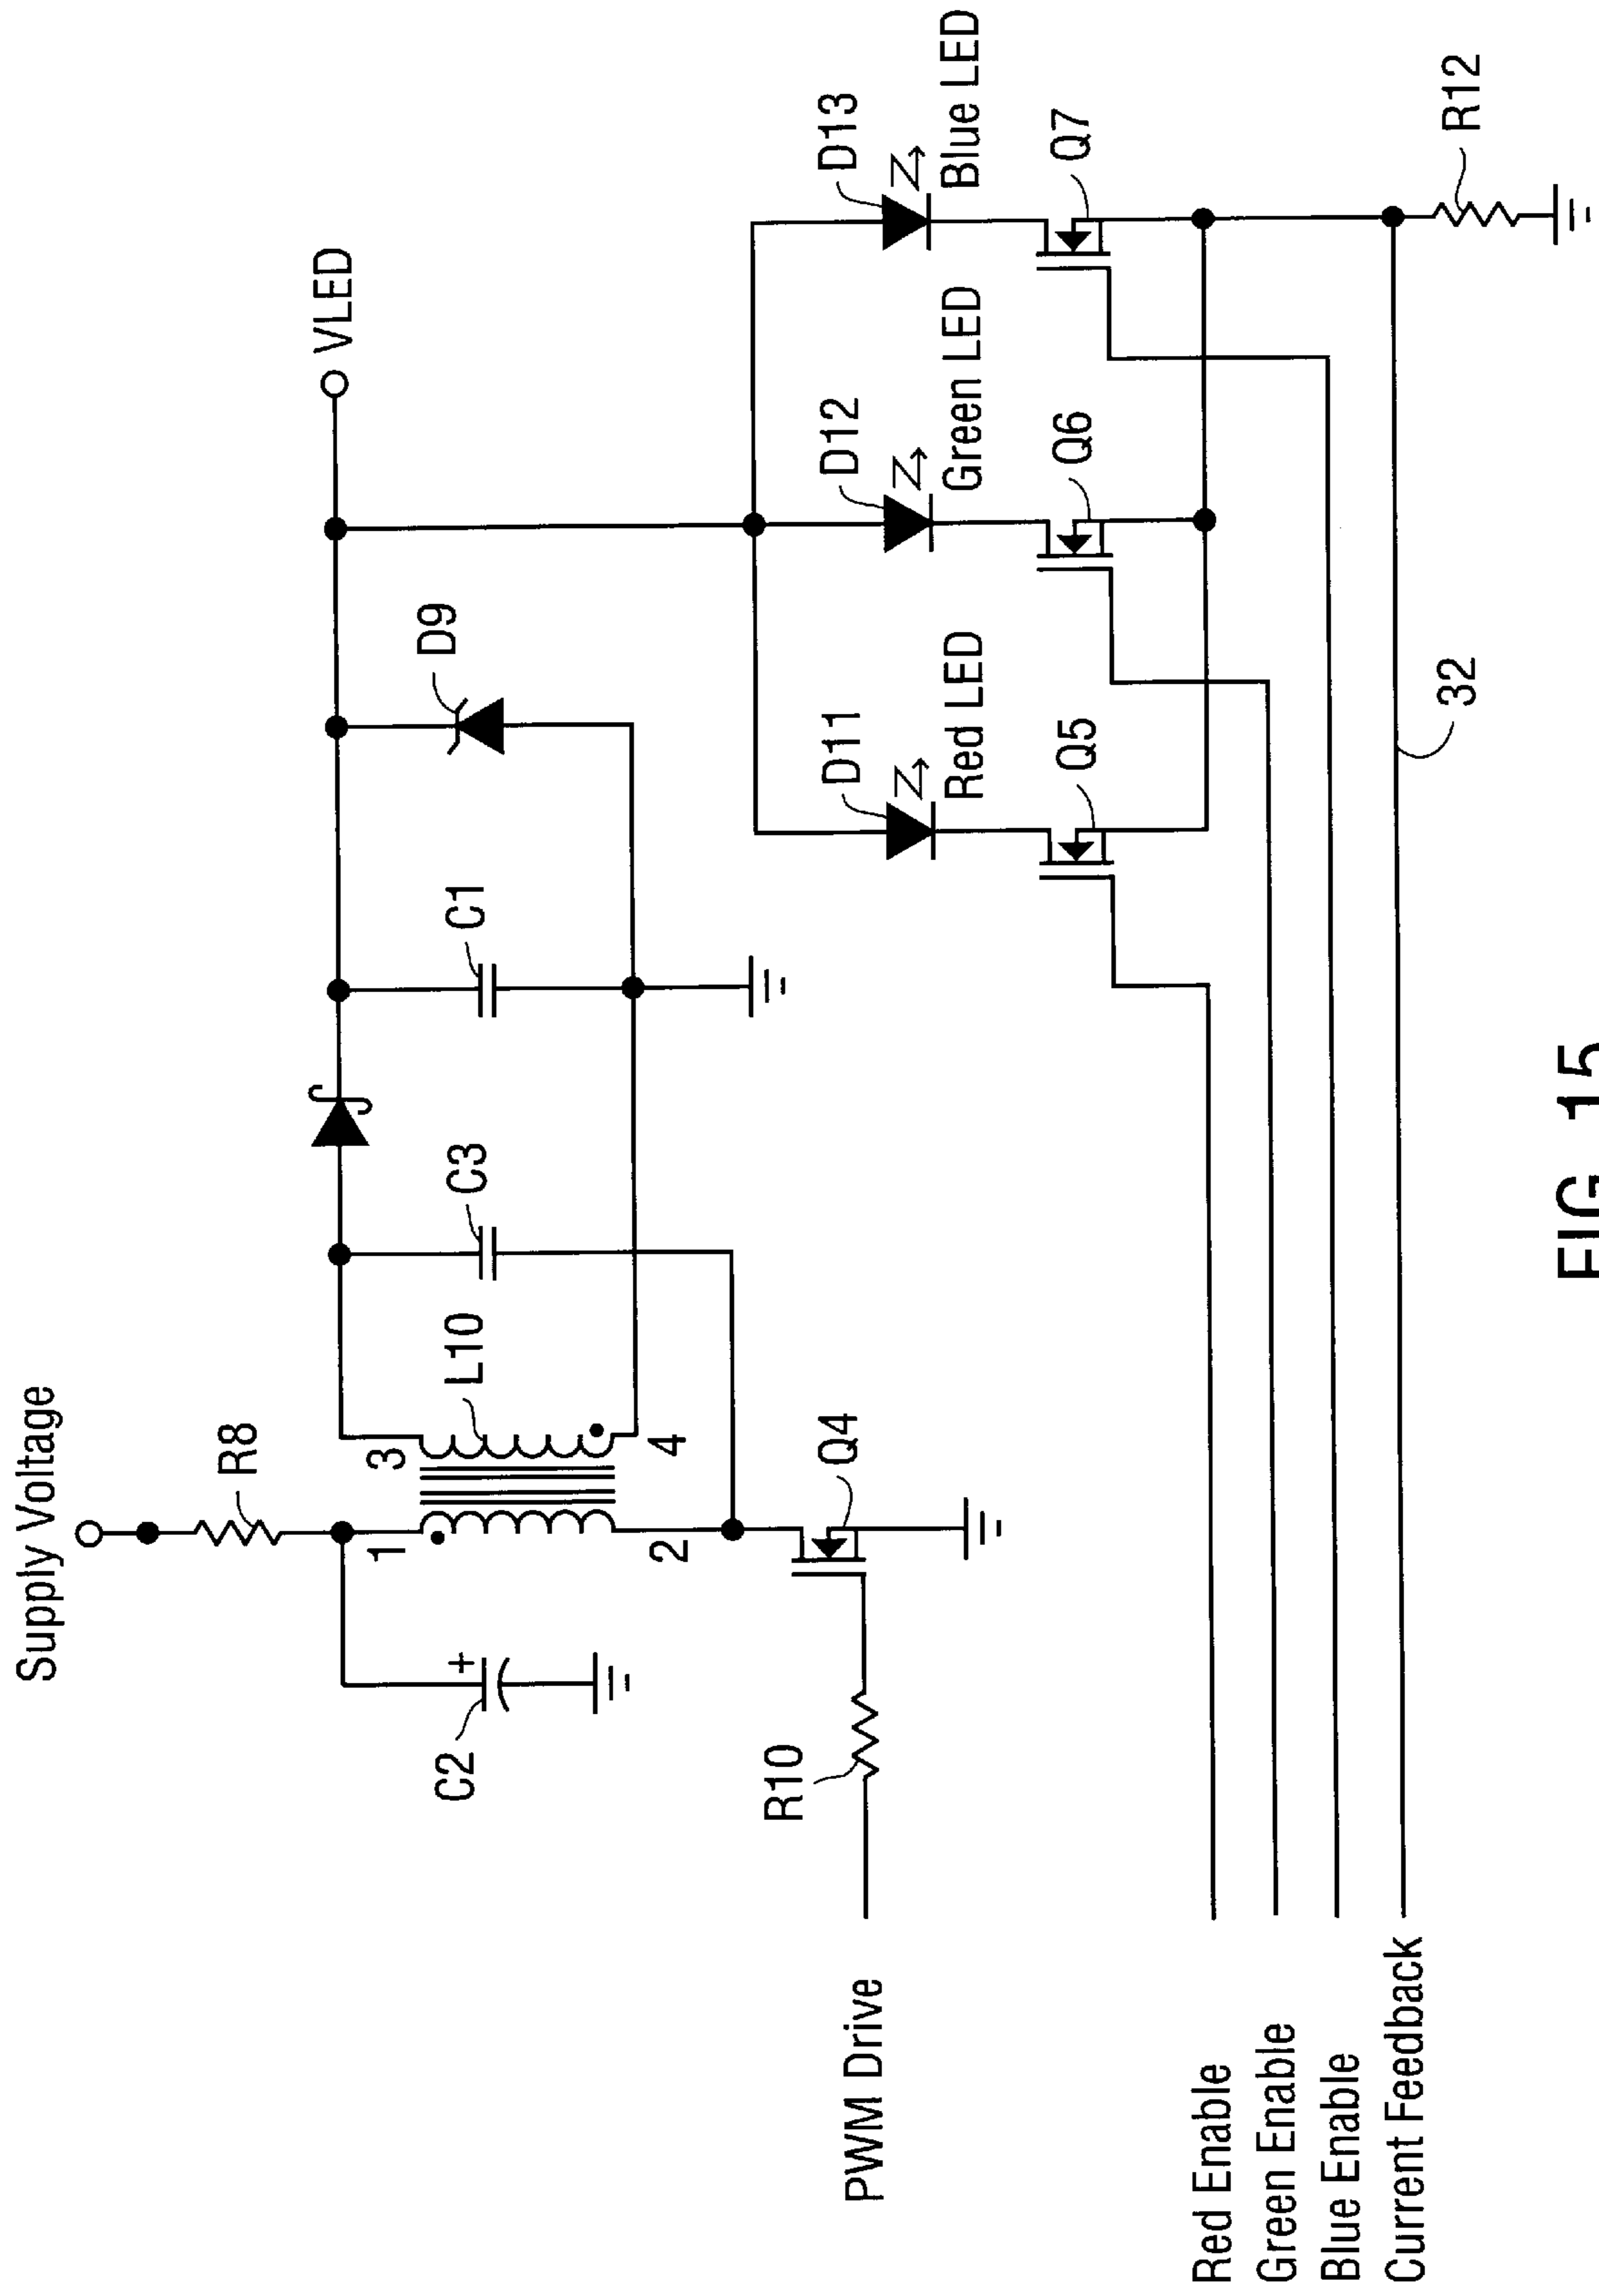 Supply Voltage
R8
VLED
1
3
C2
+
L10
C3
C1
D9
2
4
R10
Q4
PWM Drive
D11
D12
D13
Red LED
Green LED
Blue LED
Q5
Q6
Q7
Red Enable
Green Enable
Blue Enable
Current Feedback
32
R12
FIG. 15